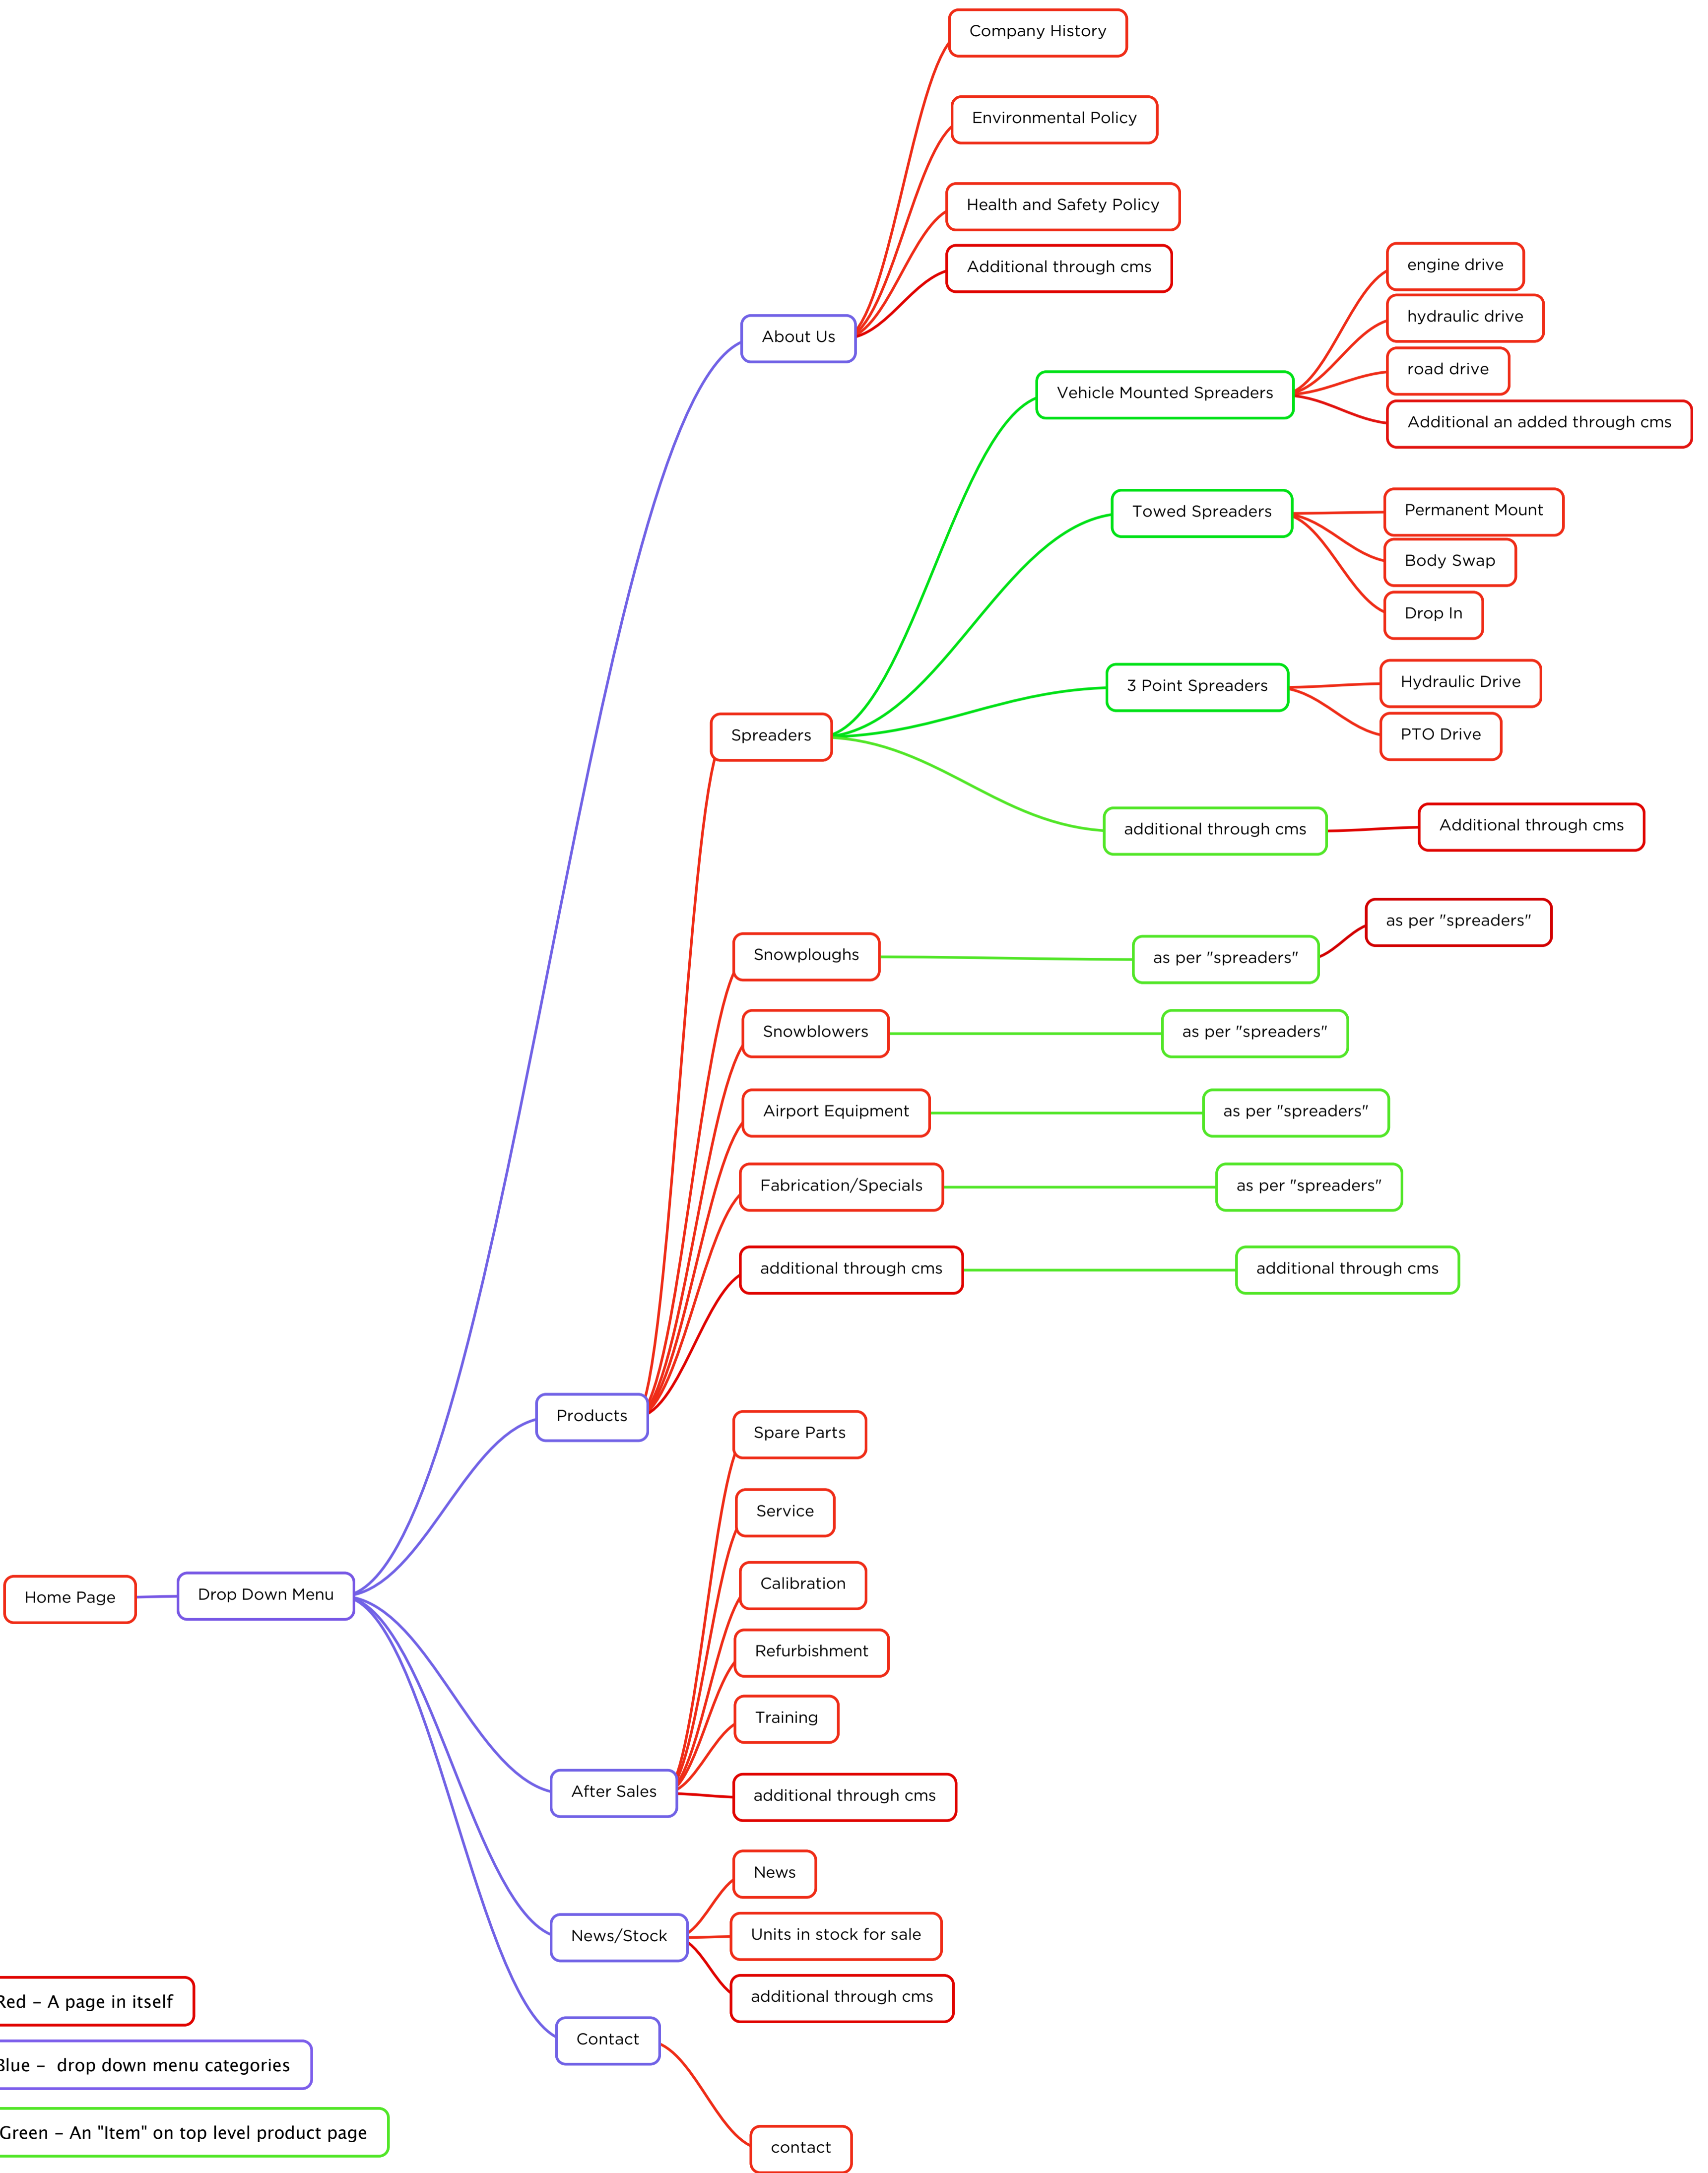 Company History
Environmental Policy
Health and Safety Policy
Additional through cms
About Us
engine drive
hydraulic drive
road drive
Additional an added through cms
Vehicle Mounted Spreaders
Towed Spreaders
Permanent Mount
Body Swap
Drop In
3 Point Spreaders
Hydraulic Drive
PTO Drive
Spreaders
additional through cms
Additional through cms
Snowploughs
as per "spreaders"
as per "spreaders"
Snowblowers
as per "spreaders"
Airport Equipment
as per "spreaders"
Fabrication/Specials
as per "spreaders"
additional through cms
additional through cms
Products
Spare Parts
Service
Calibration
Refurbishment
Training
additional through cms
Home Page
Drop Down Menu
After Sales
News
News/Stock
Units in stock for sale
additional through cms
Contact
contact
Red – A page in itself
Blue –  drop down menu categories
Green – An "Item" on top level product page